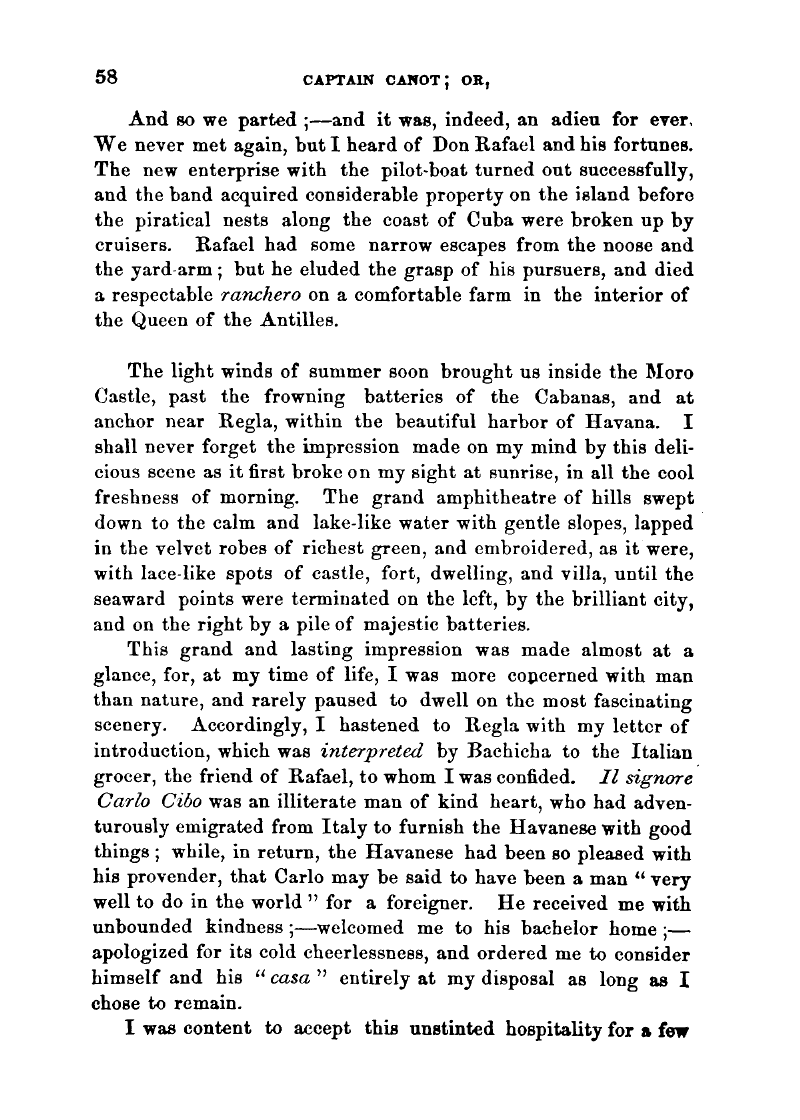 58 CAPTAIN CANOT; OR,
And so we parted ;—and it was, indeed, an adieu for ever.
We never met again, but I heard of Don Rafael and his fortunes.
The new enterprise with the pilot-boat turned out successfully,
and the band acquired considerable property on the island before
the piratical nests along the coast of Cuba were broken up by
cruisers. Rafael had some narrow escapes from the noose and
the yard-arm ; but he eluded the grasp of his pursuers, and died
a respectable ranchero on a comfortable farm in the interior of
the Queen of the Antilles.
The light winds of summer soon brought us inside the Moro
Castle, past the frowning batteries of the Cabanas, and at
anchor near Regla, within the beautiful harbor of Havana. I
shall never forget the impression made on my mind by this deli-
cious scene as it first broke on my sight at sunrise, in all the cool
freshness of morning. The grand amphitheatre of hills swept
down to the calm and lake-like water with gentle slopes, lapped
in the velvet robes of richest green, and embroidered, as it were,
with lace-like spots of castle, fort, dwelling, and villa, until the
seaward points were terminated on the left, by the brilliant city,
and on the right by a pile of majestic batteries.
This grand and lasting impression was made almost at a
glance, for, at my time of life, I was more concerned with man
than nature, and rarely paused to dwell on the most fascinating
scenery. Accordingly, I hastened to Regla with my letter of
introduction, which was interpreted by Bachicha to the Italian
grocer, the friend of Rafael, to whom I was confided. Il signore
Carlo Cibo was an illiterate man of kind heart, who had adven-
turously emigrated from Italy to furnish the Havanese with good
things ; while, in return, the Havanese had been so pleased with
his provender, that Carlo may be said to have been a man " very
well to do in the world " for a foreigner. He received me with
unbounded kindness ;—welcomed me to his bachelor home ;—
apologized for its cold cheerlessness, and ordered me to consider
himself and his "casa" entirely at my disposal as long as I
chose to remain.
I was content to accept this unstinted hospitality for a few